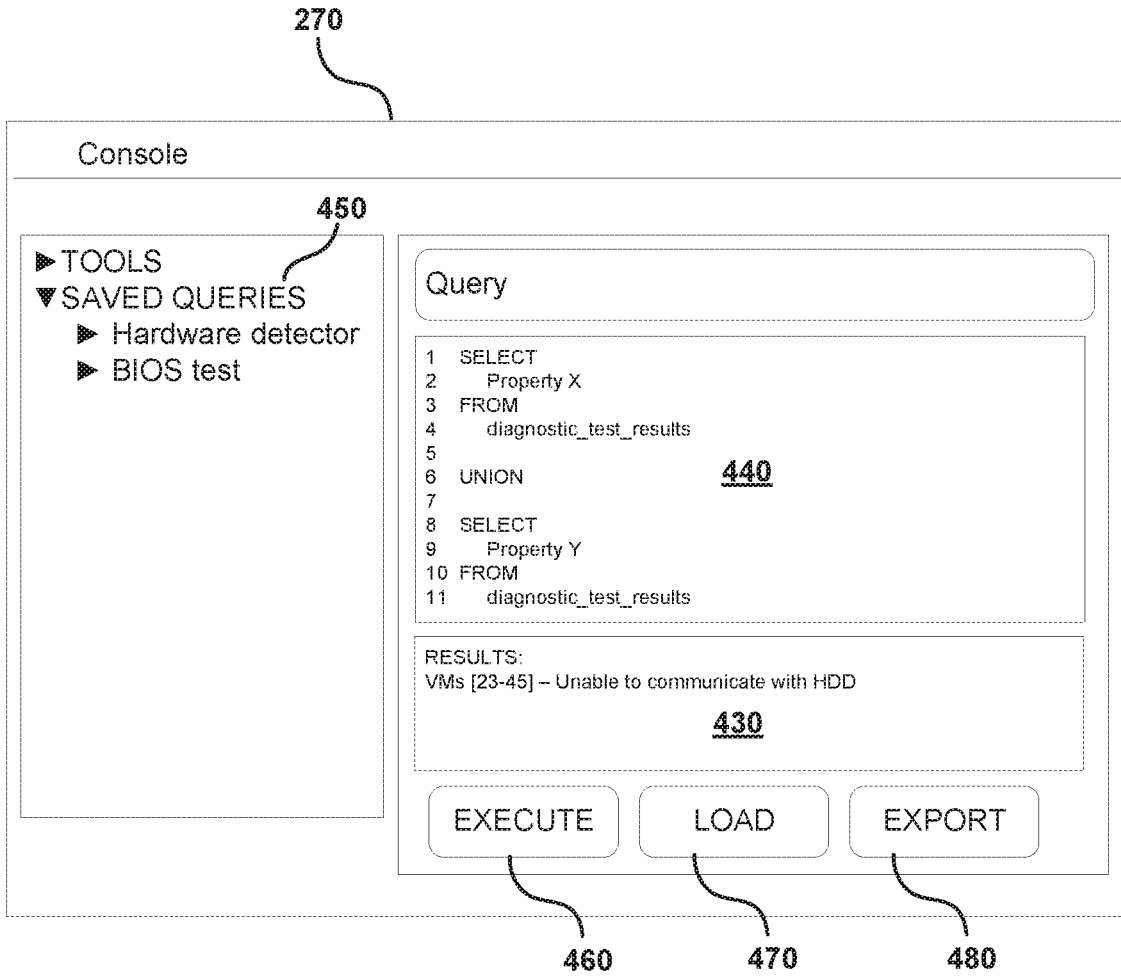 270
Console
450
▶ TOOLS
▼ SAVED QUERIES
▶ Hardware detector
▶ BIOS test
Query
1 SELECT
2 Property X
3 FROM
4 diagnostic_test_results
5
6 UNION
7
8 SELECT
9 Property Y
10 FROM
11 diagnostic_test_results
440
RESULTS:
VMs [23-45] – Unable to communicate with HDD
430
EXECUTE LOAD EXPORT
460 470 480